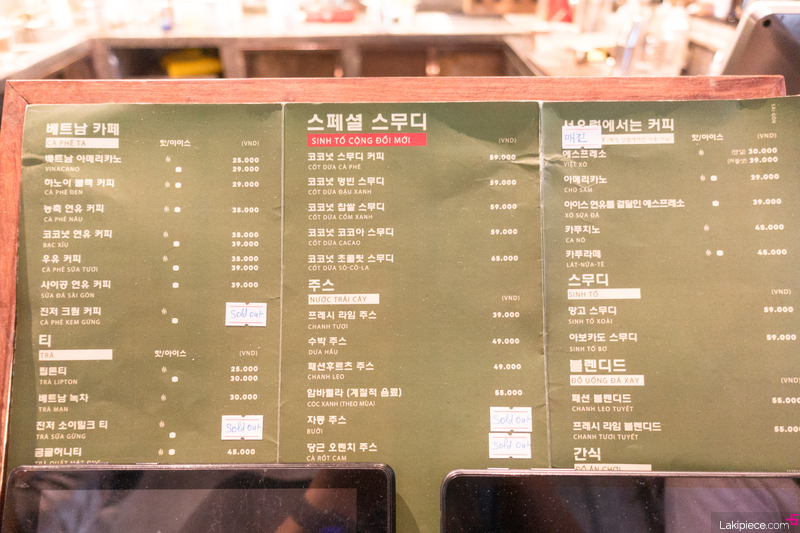 베트남 카페
CÀ PHÊ TA
핫/아이스 (VND)
베트남 아메리카노 25.000
VINACANO 29.000
하노이 블랙 커피 29.000
CÀ PHÊ ĐEN
농축 연유 커피 35.000
CÀ PHÊ NÂU
코코넛 연유 커피 35.000
BẠC XỈU 39.000
우유 커피 35.000
CÀ PHÊ SỮA TƯƠI 39.000
사이공 연유 커피 39.000
SỮA ĐÁ SÀI GÒN
진저 크림 커피 Sold out
CÀ PHÊ KEM GỪNG
티
TRÀ
핫/아이스 (VND)
립톤티 25.000
TRÀ LIPTON 30.000
베트남 녹차 30.000
TRÀ MẠN
진저 소이밀크 티 Sold out
TRÀ SỮA GỪNG
45.000
스페셜 스무디
SINH TỐ CỘNG ĐỔI MỚI
(VND)
코코넛 스무디 커피 59.000
CỐT DỪA CÀ PHÊ
코코넛 멍빈 스무디 59.000
CỐT DỪA ĐẬU XANH
코코넛 찹쌀 스무디 59.000
CỐT DỪA CỐM XANH
코코넛 코코아 스무디 59.000
CỐT DỪA CACAO
코코넛 초콜릿 스무디 65.000
CỐT DỪA SÔ-CÔ-LA
주스
NƯỚC TRÁI CÂY
(VND)
프레시 라임 주스 39.000
CHANH TƯƠI
수박 주스 49.000
DƯA HẤU
패션후르츠 주스 49.000
CHANH LEO
암바렐라 (계절적 음료) 55.000
CÓC XANH (THEO MÙA)
자몽 주스 Sold out
BƯỞI
당근 오렌지 주스 Sold out
CÀ RỐT CAM
에서는 커피
핫/아이스 (VND)
에스프레소 30.000
VIỆT XÔ 39.000
아메리카노 39.000
CHO SÂM
아이스 연유를 곁들인 에스프레소 39.000
XÔ SỮA ĐÁ
카푸치노 45.000
CA NÔ
카푸라떼 45.000
LÁT-NỬA-TÊ
스무디
SINH TỐ
(VND)
망고 스무디 59.000
SINH TỐ XOÀI
아보카도 스무디 59.000
SINH TỐ BƠ
블렌디드
ĐỒ UỐNG ĐÁ XAY
(VND)
패션 블렌디드 55.000
CHANH LEO TUYẾT
프레시 라임 블렌디드
CHANH TƯƠI TUYẾT
간식
ĐỒ ĂN CHƠI
(VND)
Lakipiece.com